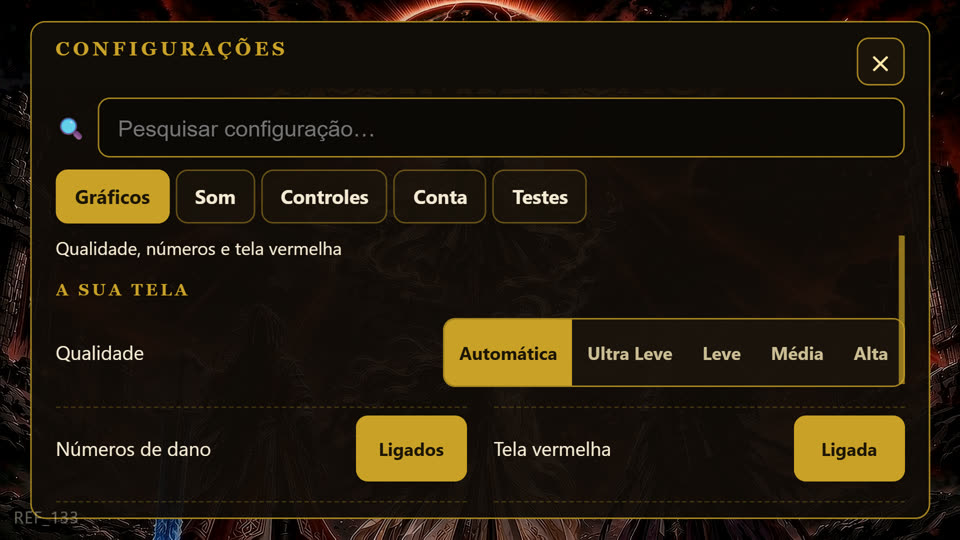 CONFIGURAÇÕES
×
Pesquisar configuração...
Gráficos Som Controles Conta Testes
Qualidade, números e tela vermelha
A SUA TELA
Qualidade Automática Ultra Leve Leve Média Alta
Números de dano Ligados Tela vermelha Ligada
REF_133